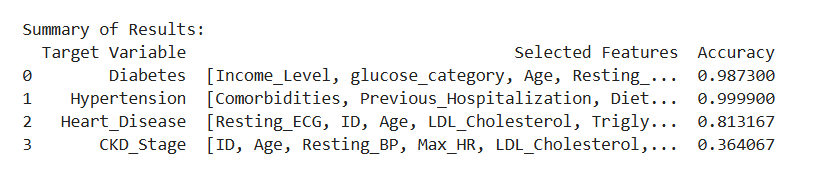 Summary of Results:
Target Variable Selected Features Accuracy
0 Diabetes [Income_Level, glucose_category, Age, Resting_... 0.987300
1 Hypertension [Comorbidities, Previous_Hospitalization, Diet... 0.999900
2 Heart_Disease [Resting_ECG, ID, Age, LDL_Cholesterol, Trigly... 0.813167
3 CKD_Stage [ID, Age, Resting_BP, Max_HR, LDL_Cholesterol,... 0.364067